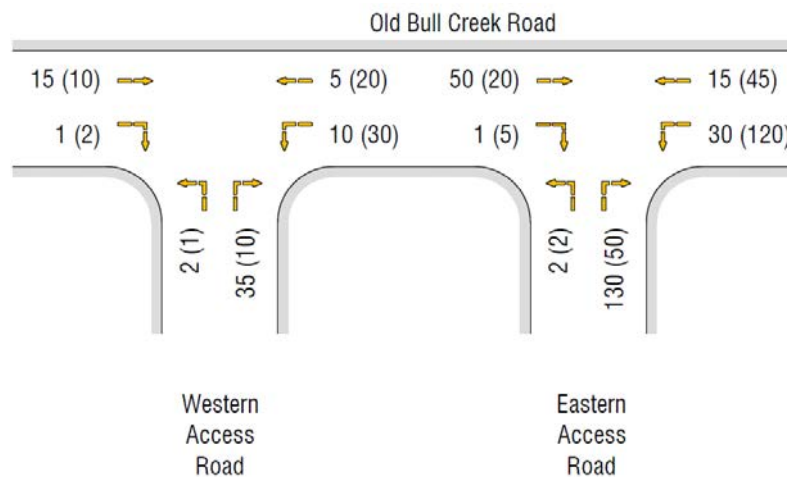 Old Bull Creek Road
15 (10) 5 (20) 50 (20) 15 (45)
1 (2) 10 (30) 1 (5) 30 (120)
2 (1) 35 (10) 2 (2) 130 (50)
Western Eastern
Access Access
Road Road